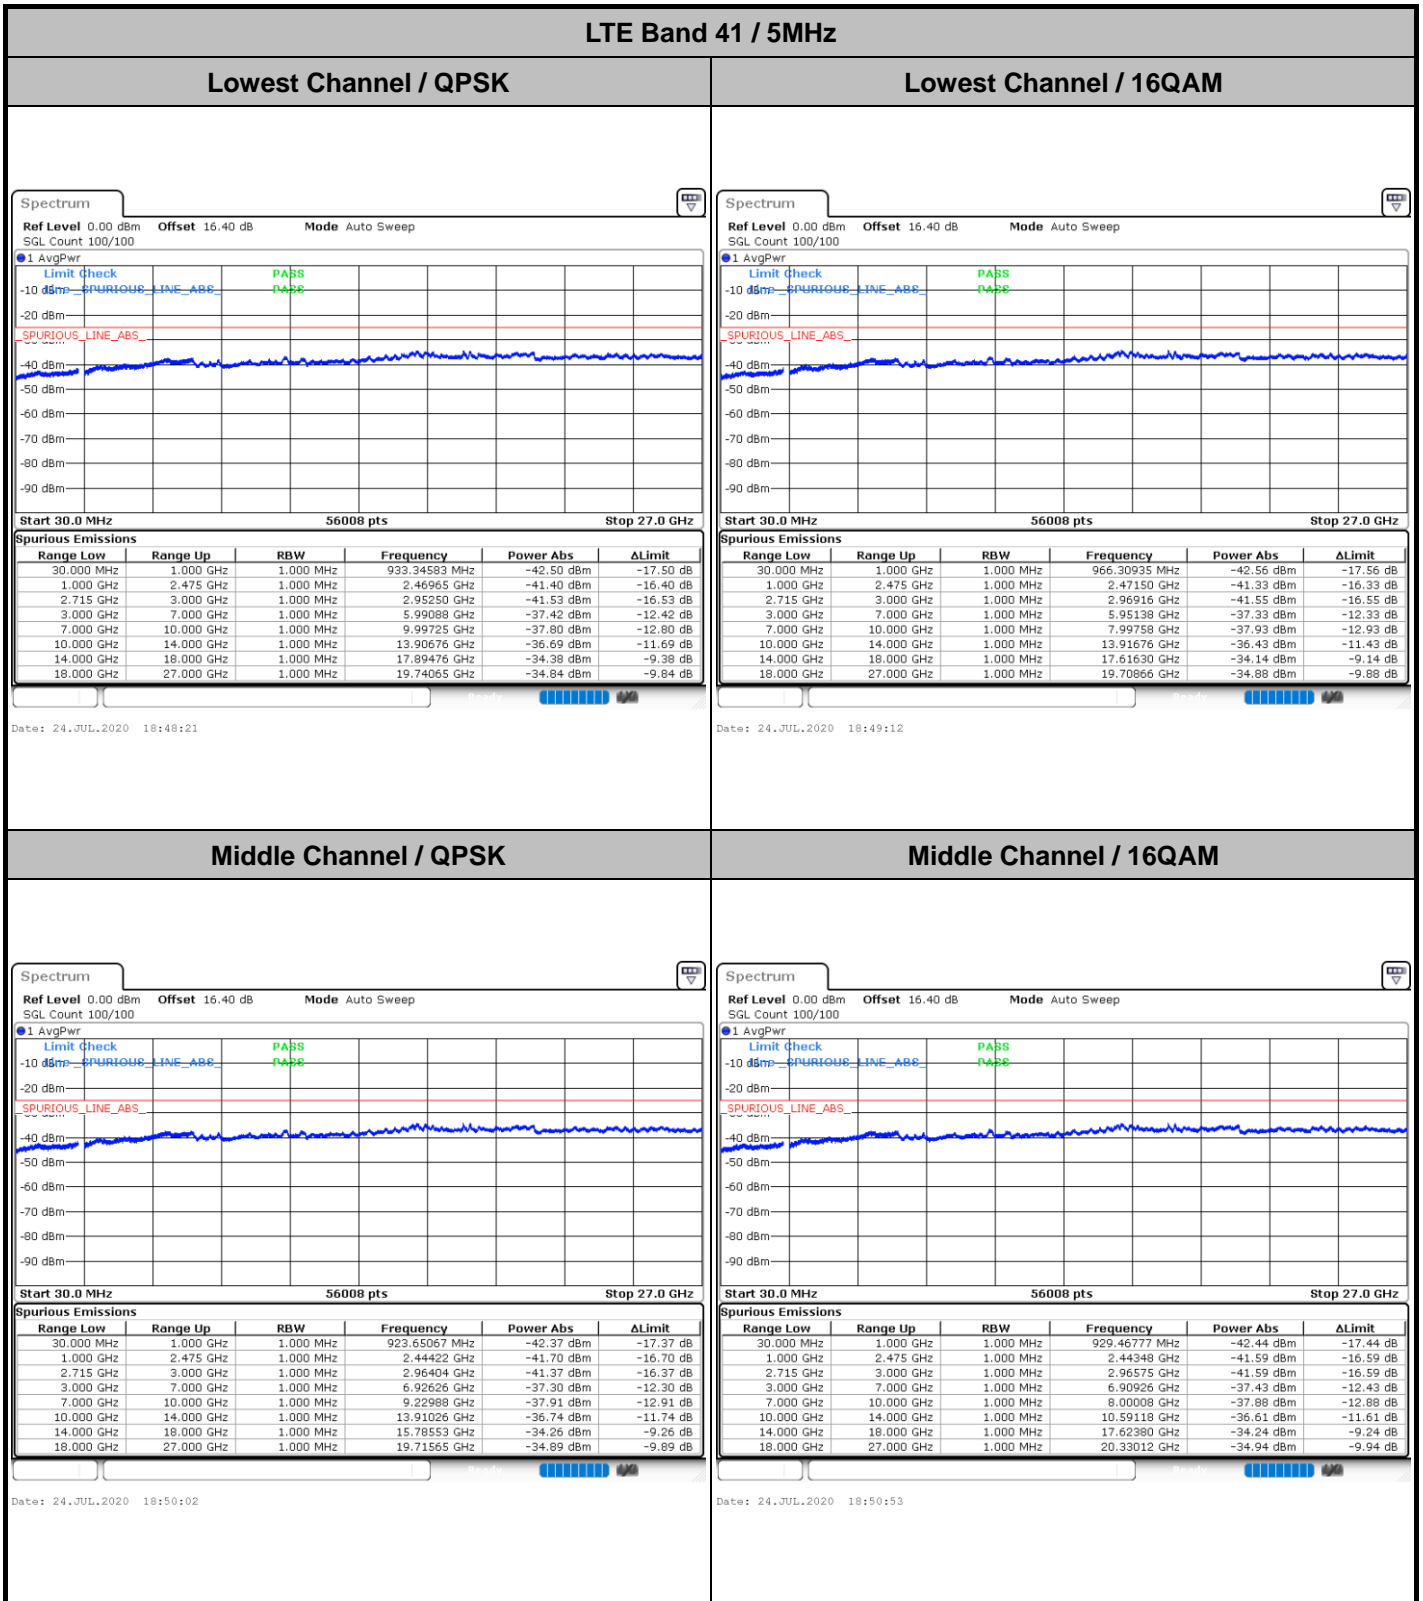 LTE Band 41 / 5MHz
Lowest Channel / QPSK
Lowest Channel / 16QAM
Spectrum
Ref Level 0.00 dBm Offset 16.40 dB Mode Auto Sweep
SGL Count 100/100
1 AvgPwr
Limit Check PASS
-10 dBm Line _SPURIOUS_LINE_ABS_ PASS
-20 dBm
_SPURIOUS_LINE_ABS_
-40 dBm
-50 dBm
-60 dBm
-70 dBm
-80 dBm
-90 dBm
Start 30.0 MHz 56008 pts Stop 27.0 GHz
Spurious Emissions
Range Low Range Up RBW Frequency Power Abs ΔLimit
30.000 MHz 1.000 GHz 1.000 MHz 933.34583 MHz -42.50 dBm -17.50 dB
1.000 GHz 2.475 GHz 1.000 MHz 2.46965 GHz -41.40 dBm -16.40 dB
2.715 GHz 3.000 GHz 1.000 MHz 2.95250 GHz -41.53 dBm -16.53 dB
3.000 GHz 7.000 GHz 1.000 MHz 5.99088 GHz -37.42 dBm -12.42 dB
7.000 GHz 10.000 GHz 1.000 MHz 9.99725 GHz -37.80 dBm -12.80 dB
10.000 GHz 14.000 GHz 1.000 MHz 13.90676 GHz -36.69 dBm -11.69 dB
14.000 GHz 18.000 GHz 1.000 MHz 17.89476 GHz -34.38 dBm -9.38 dB
18.000 GHz 27.000 GHz 1.000 MHz 19.74065 GHz -34.84 dBm -9.84 dB
Ready
Date: 24.JUL.2020 18:48:21
Spectrum
Ref Level 0.00 dBm Offset 16.40 dB Mode Auto Sweep
SGL Count 100/100
1 AvgPwr
Limit Check PASS
-10 dBm Line _SPURIOUS_LINE_ABS_ PASS
-20 dBm
_SPURIOUS_LINE_ABS_
-40 dBm
-50 dBm
-60 dBm
-70 dBm
-80 dBm
-90 dBm
Start 30.0 MHz 56008 pts Stop 27.0 GHz
Spurious Emissions
Range Low Range Up RBW Frequency Power Abs ΔLimit
30.000 MHz 1.000 GHz 1.000 MHz 966.30935 MHz -42.56 dBm -17.56 dB
1.000 GHz 2.475 GHz 1.000 MHz 2.47150 GHz -41.33 dBm -16.33 dB
2.715 GHz 3.000 GHz 1.000 MHz 2.96916 GHz -41.55 dBm -16.55 dB
3.000 GHz 7.000 GHz 1.000 MHz 5.95138 GHz -37.33 dBm -12.33 dB
7.000 GHz 10.000 GHz 1.000 MHz 7.99758 GHz -37.93 dBm -12.93 dB
10.000 GHz 14.000 GHz 1.000 MHz 13.91676 GHz -36.43 dBm -11.43 dB
14.000 GHz 18.000 GHz 1.000 MHz 17.61630 GHz -34.14 dBm -9.14 dB
18.000 GHz 27.000 GHz 1.000 MHz 19.70866 GHz -34.88 dBm -9.88 dB
Ready
Date: 24.JUL.2020 18:49:12
Middle Channel / QPSK
Middle Channel / 16QAM
Spectrum
Ref Level 0.00 dBm Offset 16.40 dB Mode Auto Sweep
SGL Count 100/100
1 AvgPwr
Limit Check PASS
-10 dBm Line _SPURIOUS_LINE_ABS_ PASS
-20 dBm
_SPURIOUS_LINE_ABS_
-40 dBm
-50 dBm
-60 dBm
-70 dBm
-80 dBm
-90 dBm
Start 30.0 MHz 56008 pts Stop 27.0 GHz
Spurious Emissions
Range Low Range Up RBW Frequency Power Abs ΔLimit
30.000 MHz 1.000 GHz 1.000 MHz 923.65067 MHz -42.37 dBm -17.37 dB
1.000 GHz 2.475 GHz 1.000 MHz 2.44422 GHz -41.70 dBm -16.70 dB
2.715 GHz 3.000 GHz 1.000 MHz 2.96404 GHz -41.37 dBm -16.37 dB
3.000 GHz 7.000 GHz 1.000 MHz 6.92626 GHz -37.30 dBm -12.30 dB
7.000 GHz 10.000 GHz 1.000 MHz 9.22988 GHz -37.91 dBm -12.91 dB
10.000 GHz 14.000 GHz 1.000 MHz 13.91026 GHz -36.74 dBm -11.74 dB
14.000 GHz 18.000 GHz 1.000 MHz 15.78553 GHz -34.26 dBm -9.26 dB
18.000 GHz 27.000 GHz 1.000 MHz 19.71565 GHz -34.89 dBm -9.89 dB
Ready
Date: 24.JUL.2020 18:50:02
Spectrum
Ref Level 0.00 dBm Offset 16.40 dB Mode Auto Sweep
SGL Count 100/100
1 AvgPwr
Limit Check PASS
-10 dBm Line _SPURIOUS_LINE_ABS_ PASS
-20 dBm
_SPURIOUS_LINE_ABS_
-40 dBm
-50 dBm
-60 dBm
-70 dBm
-80 dBm
-90 dBm
Start 30.0 MHz 56008 pts Stop 27.0 GHz
Spurious Emissions
Range Low Range Up RBW Frequency Power Abs ΔLimit
30.000 MHz 1.000 GHz 1.000 MHz 929.46777 MHz -42.44 dBm -17.44 dB
1.000 GHz 2.475 GHz 1.000 MHz 2.44348 GHz -41.59 dBm -16.59 dB
2.715 GHz 3.000 GHz 1.000 MHz 2.96575 GHz -41.59 dBm -16.59 dB
3.000 GHz 7.000 GHz 1.000 MHz 6.90926 GHz -37.43 dBm -12.43 dB
7.000 GHz 10.000 GHz 1.000 MHz 8.00008 GHz -37.88 dBm -12.88 dB
10.000 GHz 14.000 GHz 1.000 MHz 10.59118 GHz -36.61 dBm -11.61 dB
14.000 GHz 18.000 GHz 1.000 MHz 17.62380 GHz -34.24 dBm -9.24 dB
18.000 GHz 27.000 GHz 1.000 MHz 20.33012 GHz -34.94 dBm -9.94 dB
Ready
Date: 24.JUL.2020 18:50:53